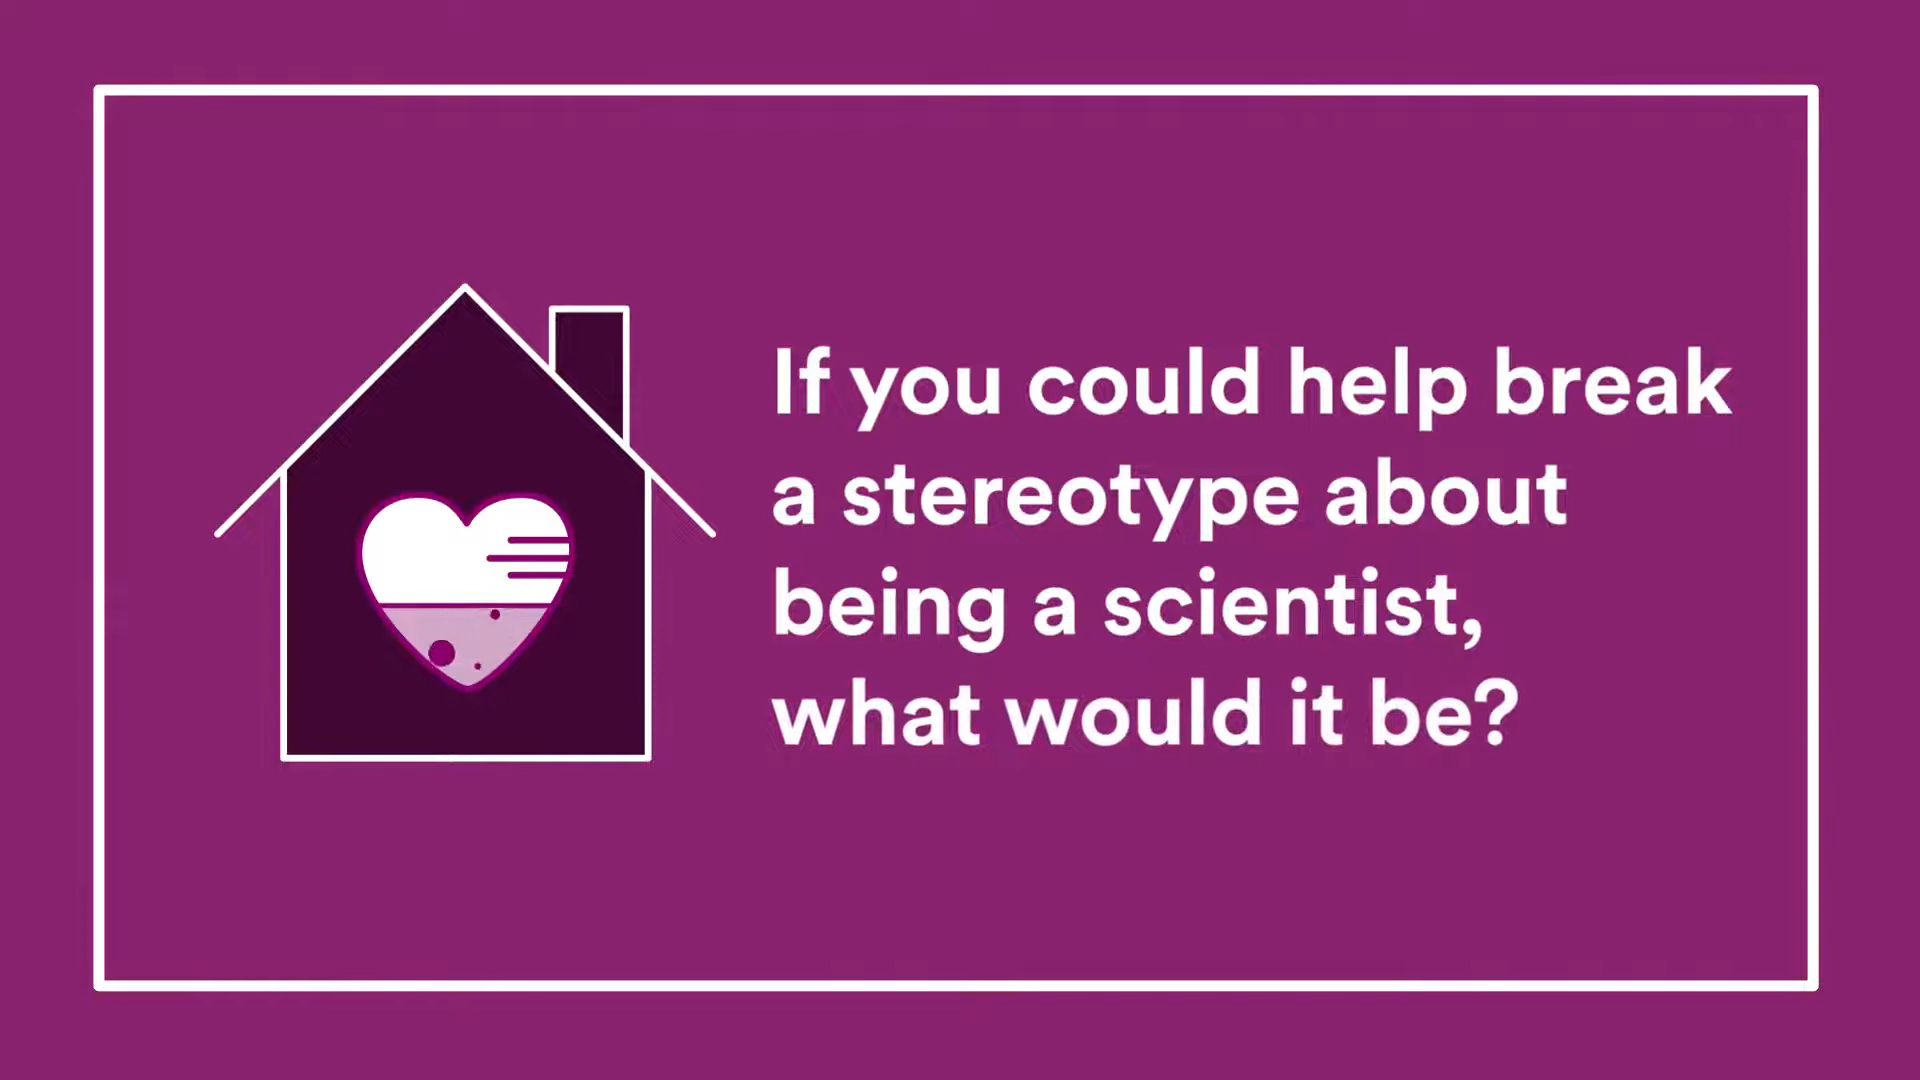 If you could help break
a stereotype about
being a scientist,
what would it be?